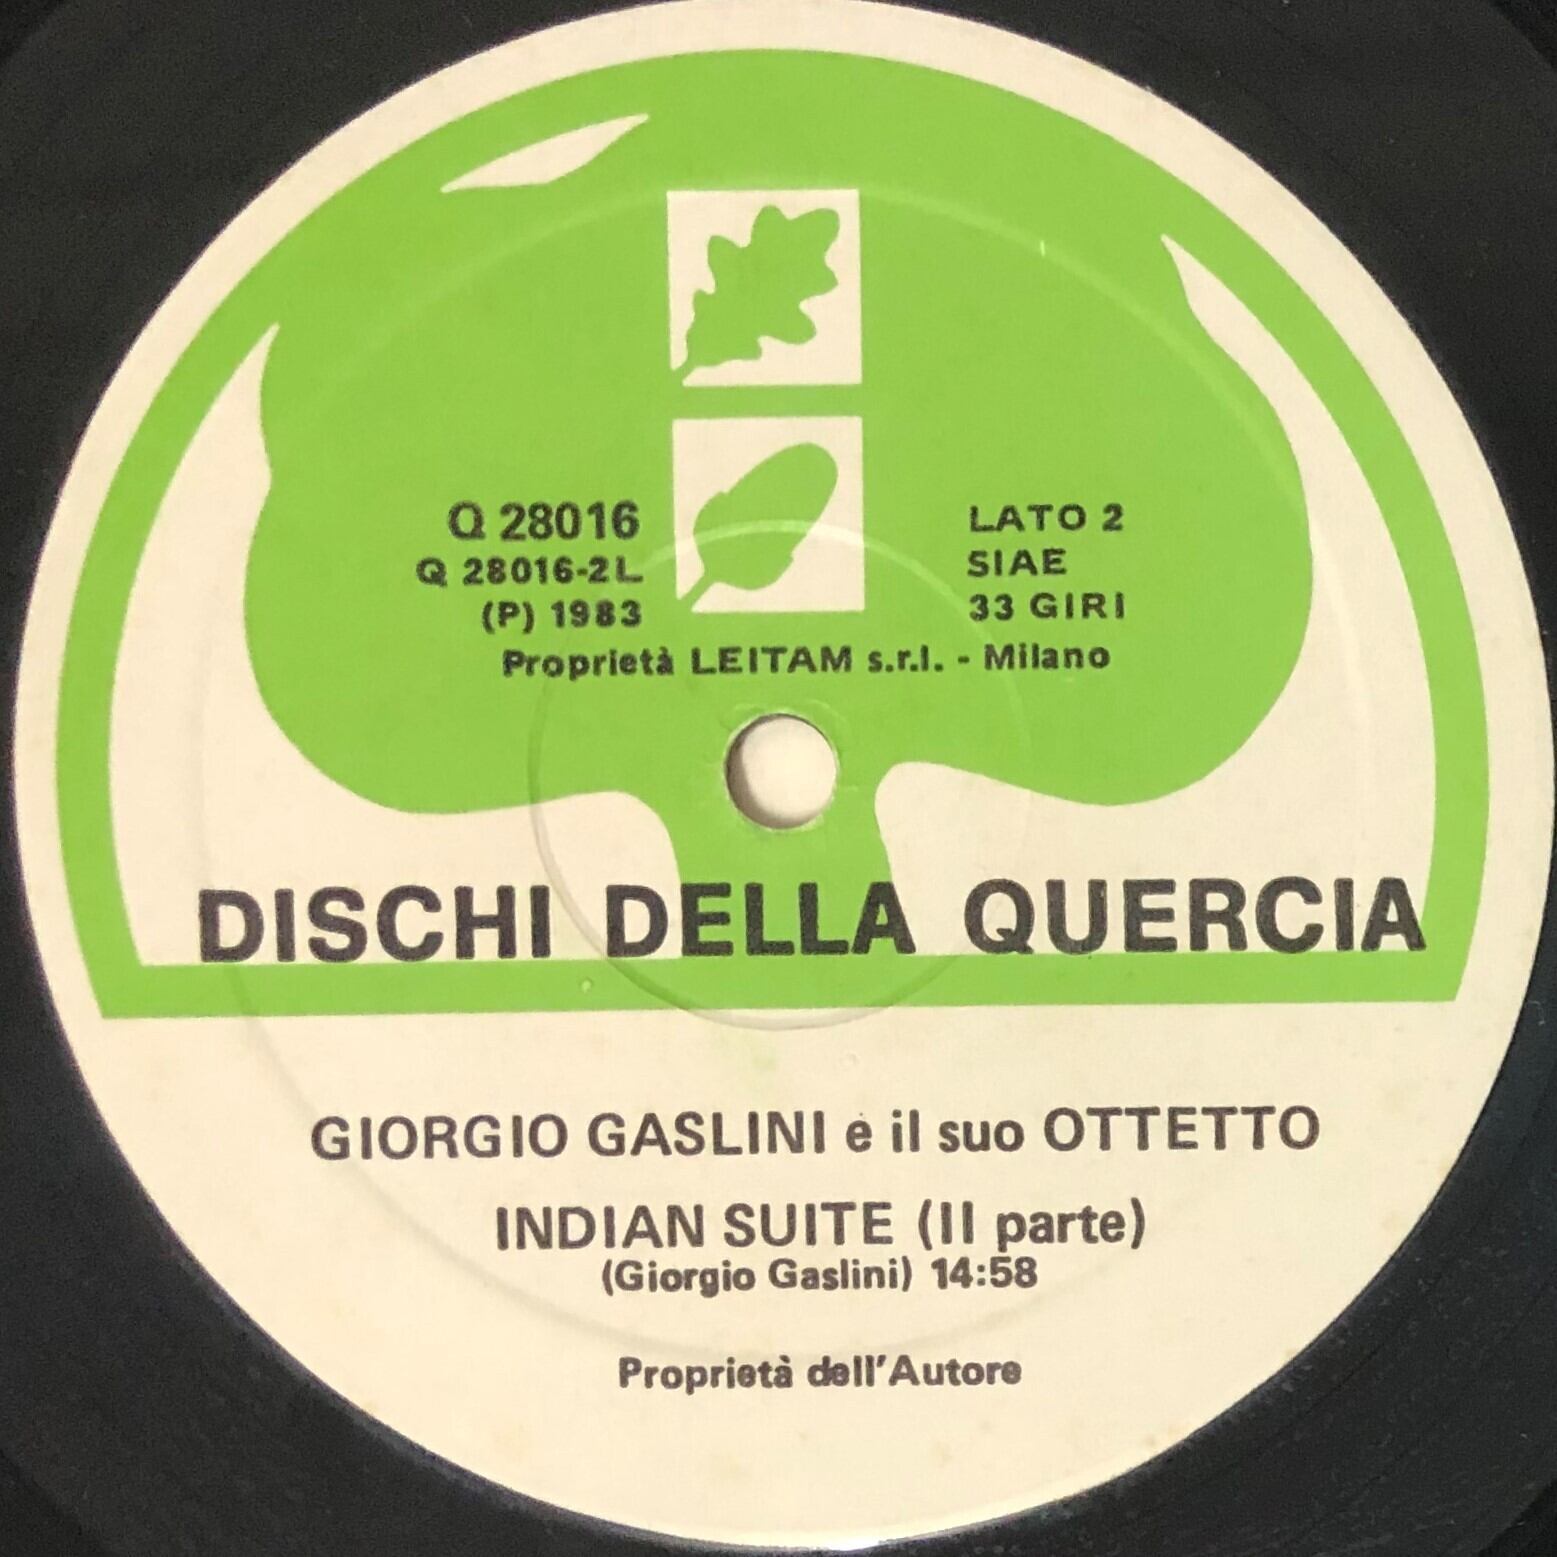 Q 28016
Q 28016-2L
(P) 1983
LATO 2
SIAE
33 GIRI
Proprietà LEITAM s.r.l. - Milano
DISCHI DELLA QUERCIA
GIORGIO GASLINI e il suo OTTETTO
INDIAN SUITE (II parte)
(Giorgio Gaslini) 14:58
Proprietà dell'Autore